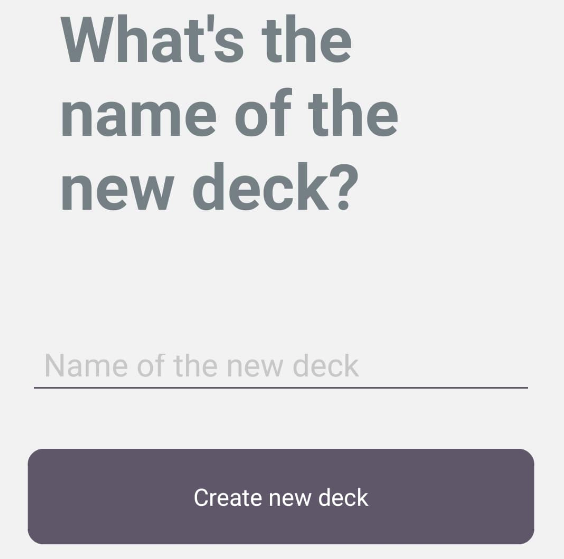 What's the
name of the
new deck?
Name of the new deck
Create new deck